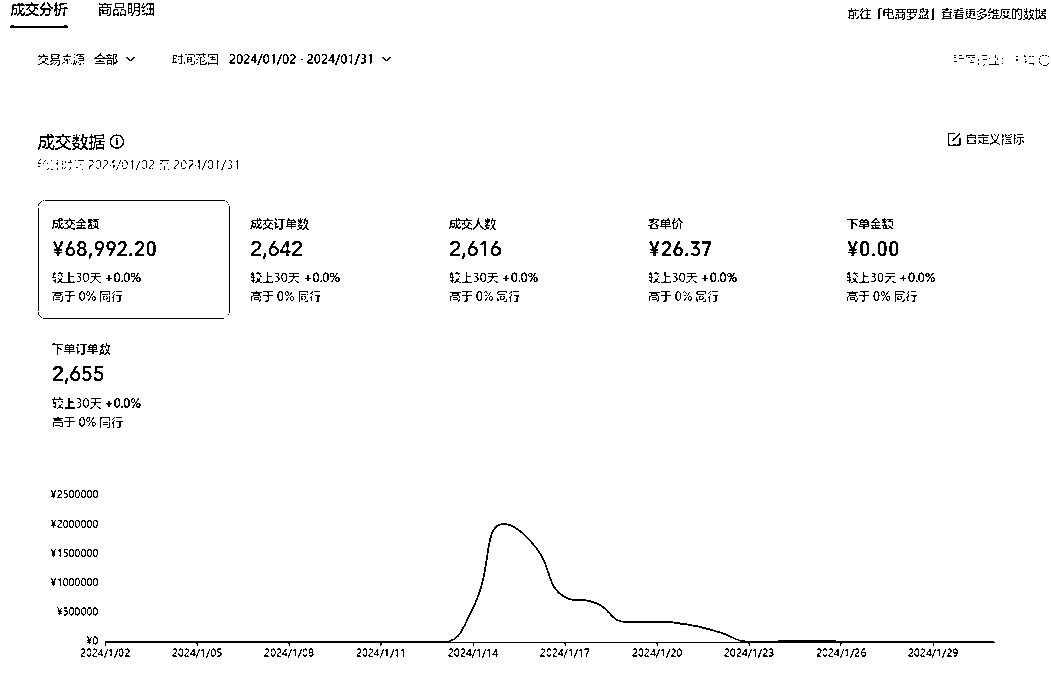 成交分析 商品明细
前往「电商罗盘」查看更多维度的数据
交易来源 全部 时间范围 2024/01/02 - 2024/01/31
成交数据
自定义指标
统计时间 2024/01/02 至 2024/01/31
成交金额 成交订单数 成交人数 客单价 下单金额
¥68,992.20 2,642 2,616 ¥26.37 ¥0.00
较上30天 +0.0% 较上30天 +0.0% 较上30天 +0.0% 较上30天 +0.0% 较上30天 +0.0%
高于 0% 同行 高于 0% 同行 高于 0% 同行 高于 0% 同行 高于 0% 同行
下单订单数
2,655
较上30天 +0.0%
高于 0% 同行
¥2500000
¥2000000
¥1500000
¥1000000
¥500000
¥0
2024/1/02 2024/1/05 2024/1/08 2024/1/11 2024/1/14 2024/1/17 2024/1/20 2024/1/23 2024/1/26 2024/1/29